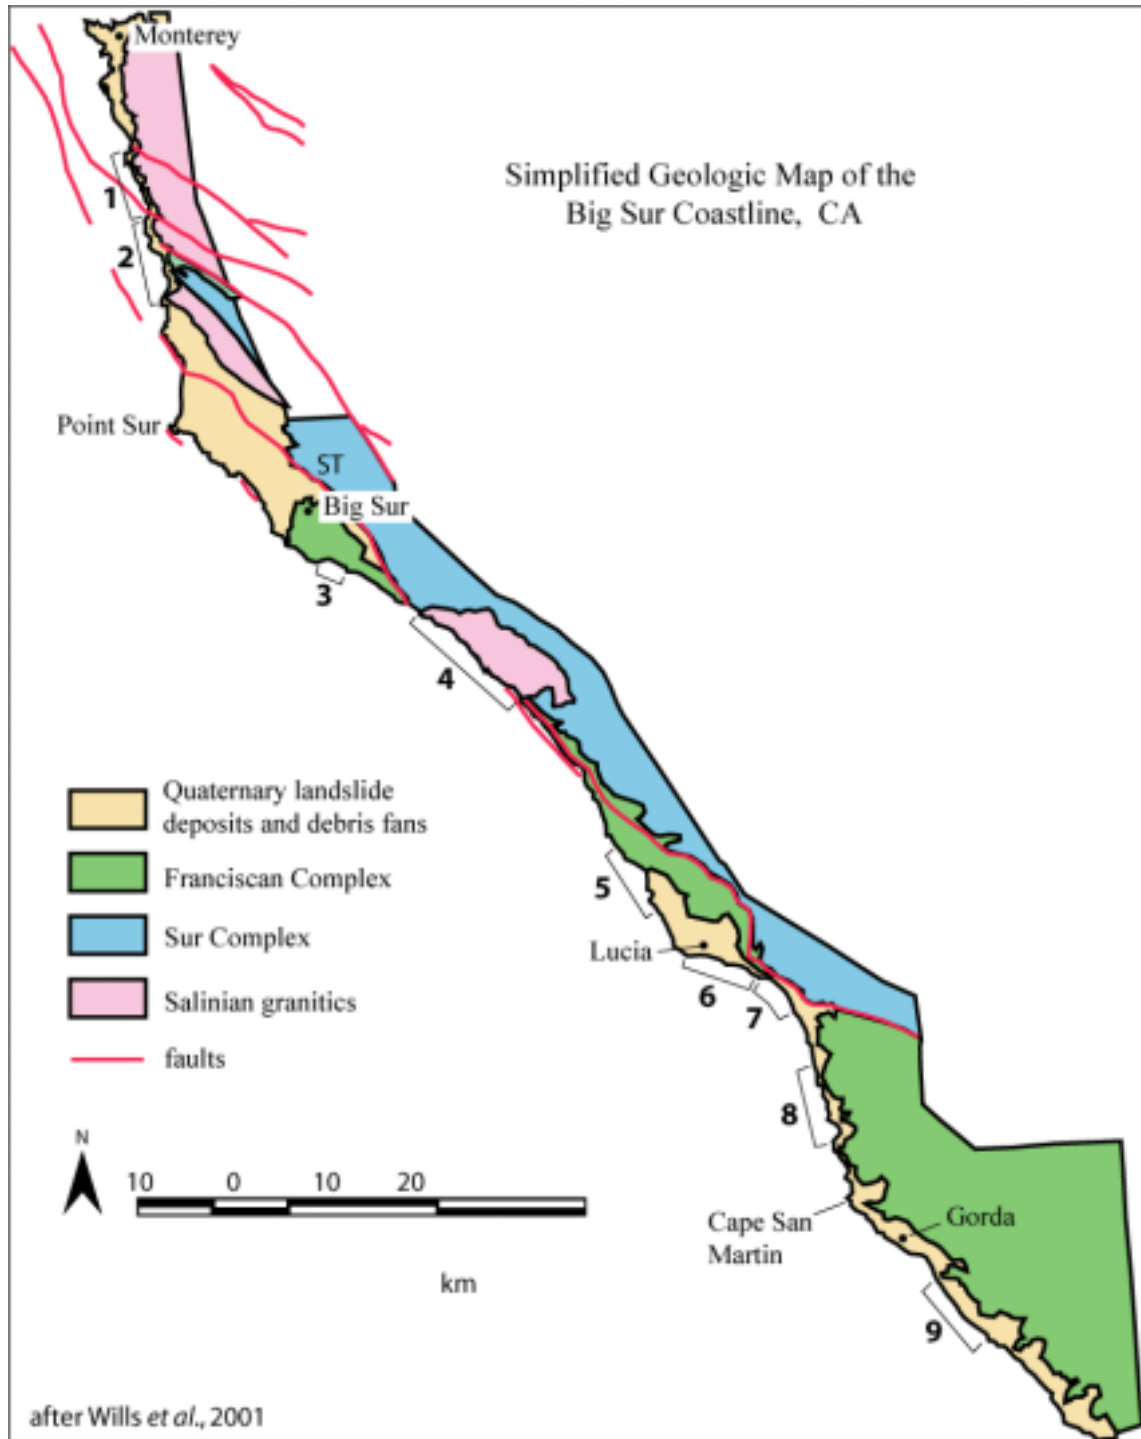 Monterey
Simplified Geologic Map of the
Big Sur Coastline, CA
1
2
Point Sur
ST
Big Sur
3
4
Quaternary landslide
deposits and debris fans
Franciscan Complex
Sur Complex
Salinian granitics
faults
5
Lucia
6
7
8
N
10 0 10 20
km
Cape San
Martin
Gorda
9
after Wills et al., 2001